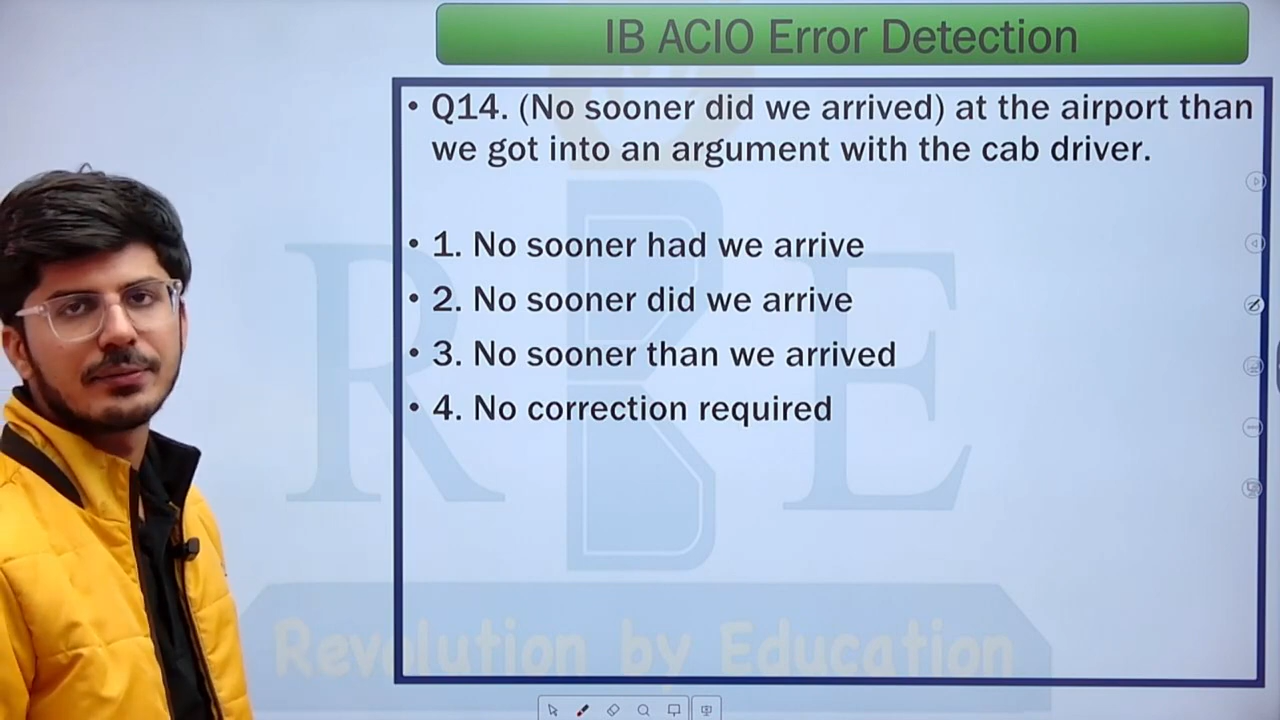 IB ACIO Error Detection
• Q14. (No sooner did we arrived) at the airport than
we got into an argument with the cab driver.
• 1. No sooner had we arrive
• 2. No sooner did we arrive
• 3. No sooner than we arrived
• 4. No correction required
RBE
Revolution by Education